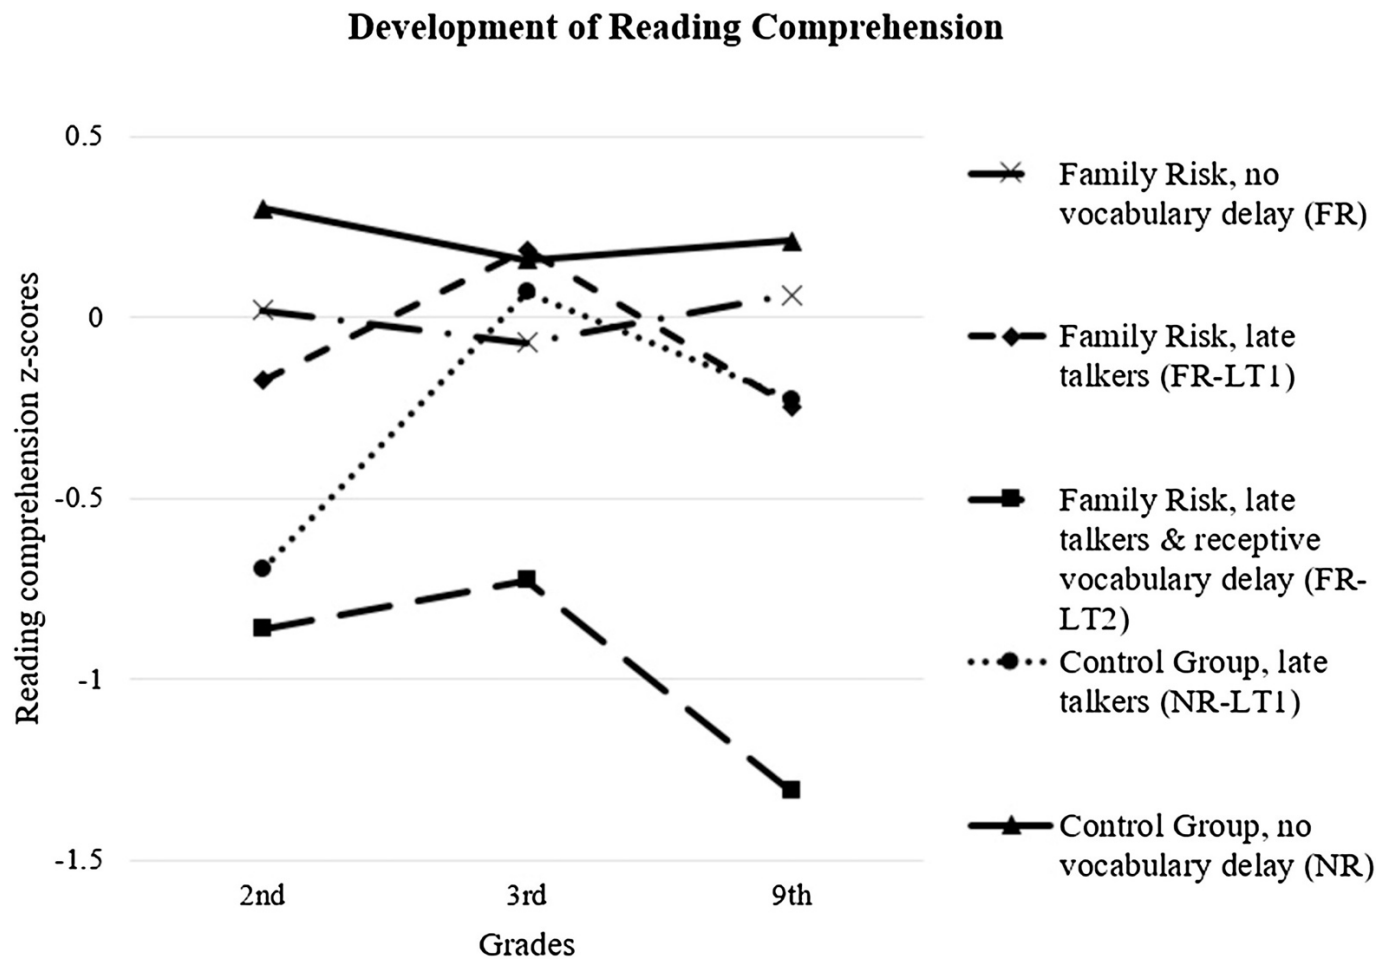 Development of Reading Comprehension
Reading comprehension z-scores
0.5
0
-0.5
-1
-1.5
2nd
3rd
9th
Grades
Family Risk, no
vocabulary delay (FR)
Family Risk, late
talkers (FR-LT1)
Family Risk, late
talkers & receptive
vocabulary delay (FR-
LT2)
Control Group, late
talkers (NR-LT1)
Control Group, no
vocabulary delay (NR)